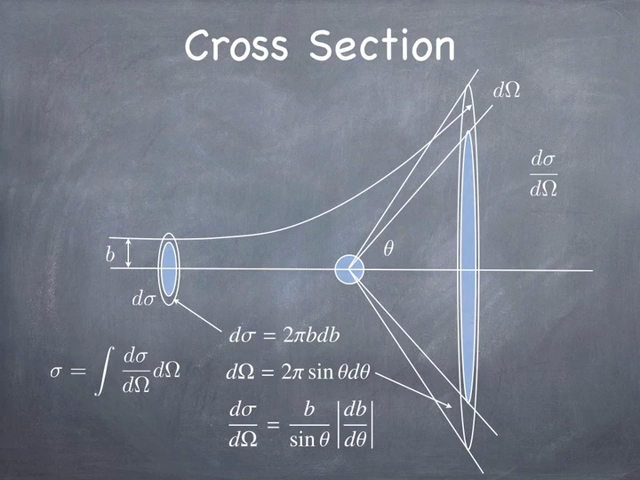 Cross Section
dΩ
dσ/dΩ
b
θ
dσ
dσ = 2πbdb
σ = ∫ dσ/dΩ dΩ
dΩ = 2π sin θdθ
dσ/dΩ = b/sin θ |db/dθ|